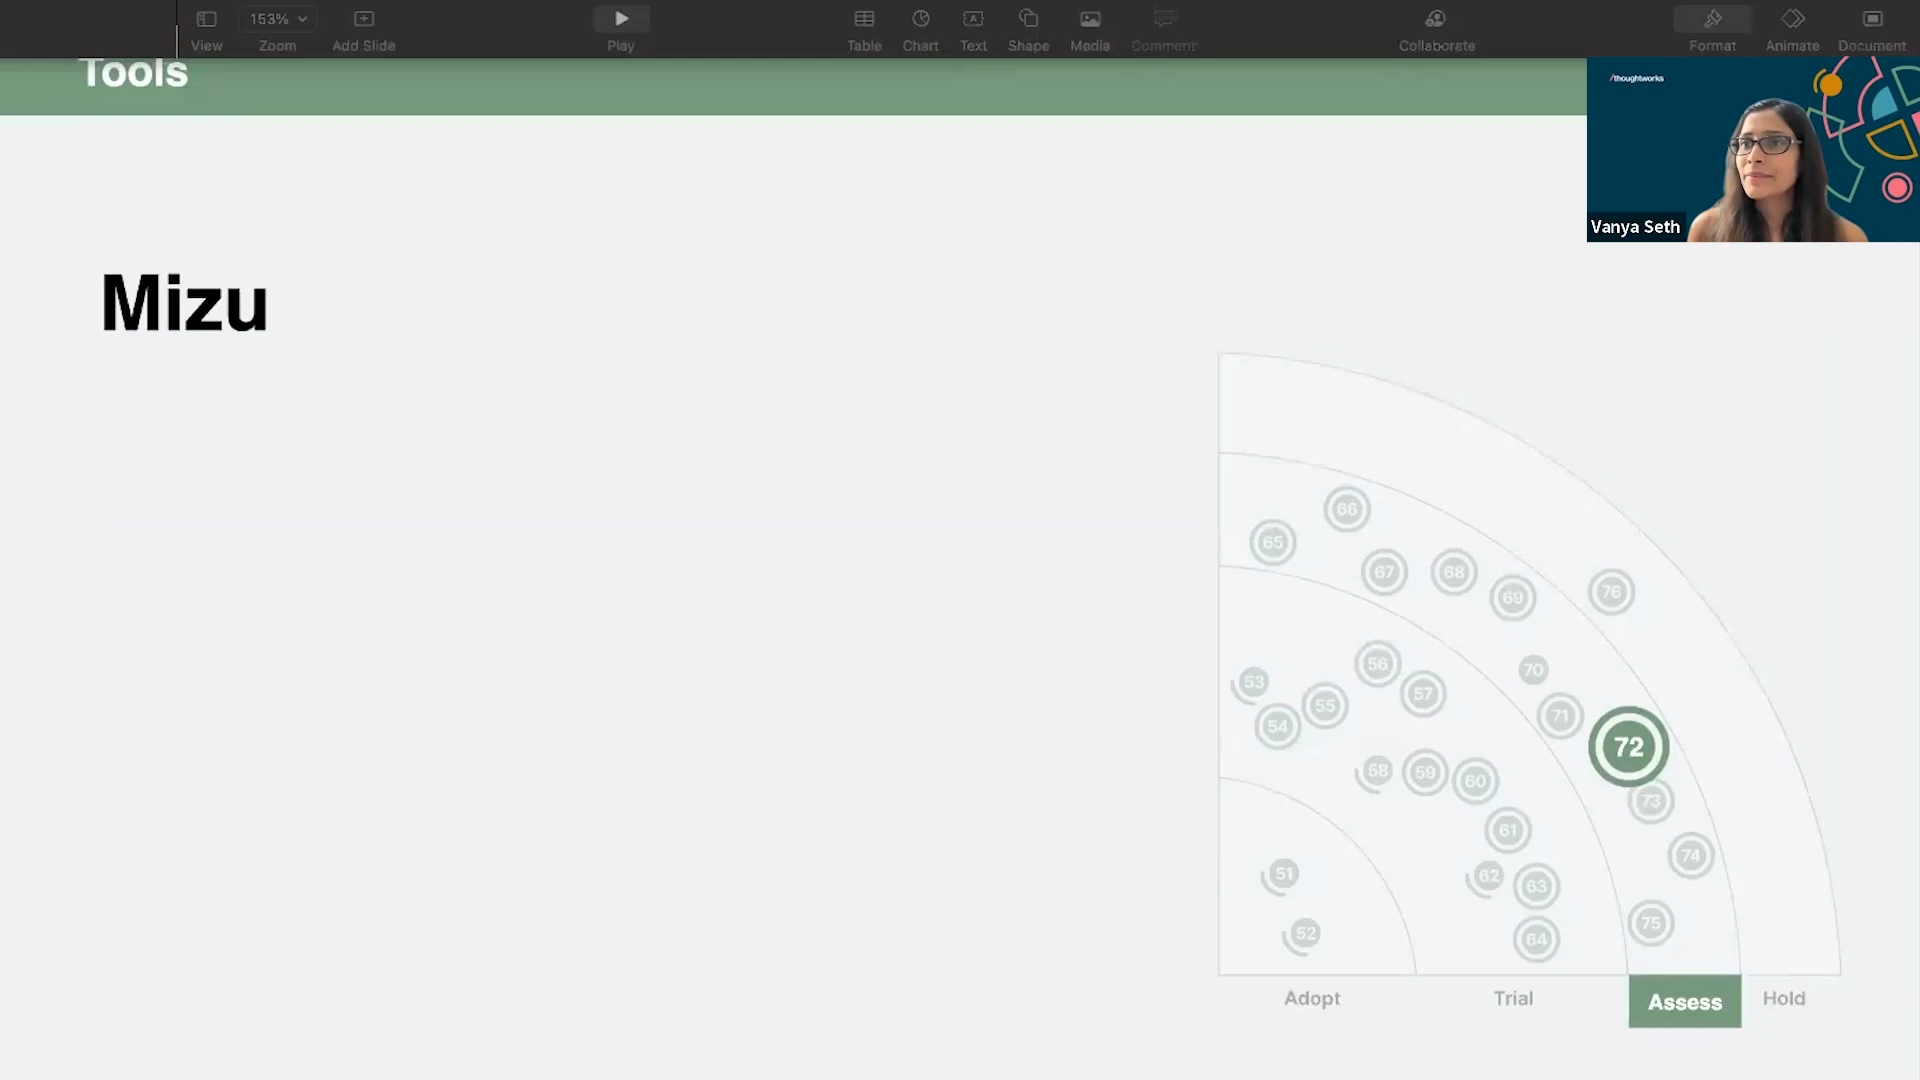 153%
View
Zoom
Add Slide
Play
Table
Chart
Text
Shape
Media
Comment
Collaborate
Format
Animate
Document
Tools
/thoughtworks
Vanya Seth
Mizu
66
65
67
68
69
76
56
53
70
57
55
71
54
72
58
59
60
73
61
74
51
62
63
75
52
64
Adopt
Trial
Assess
Hold